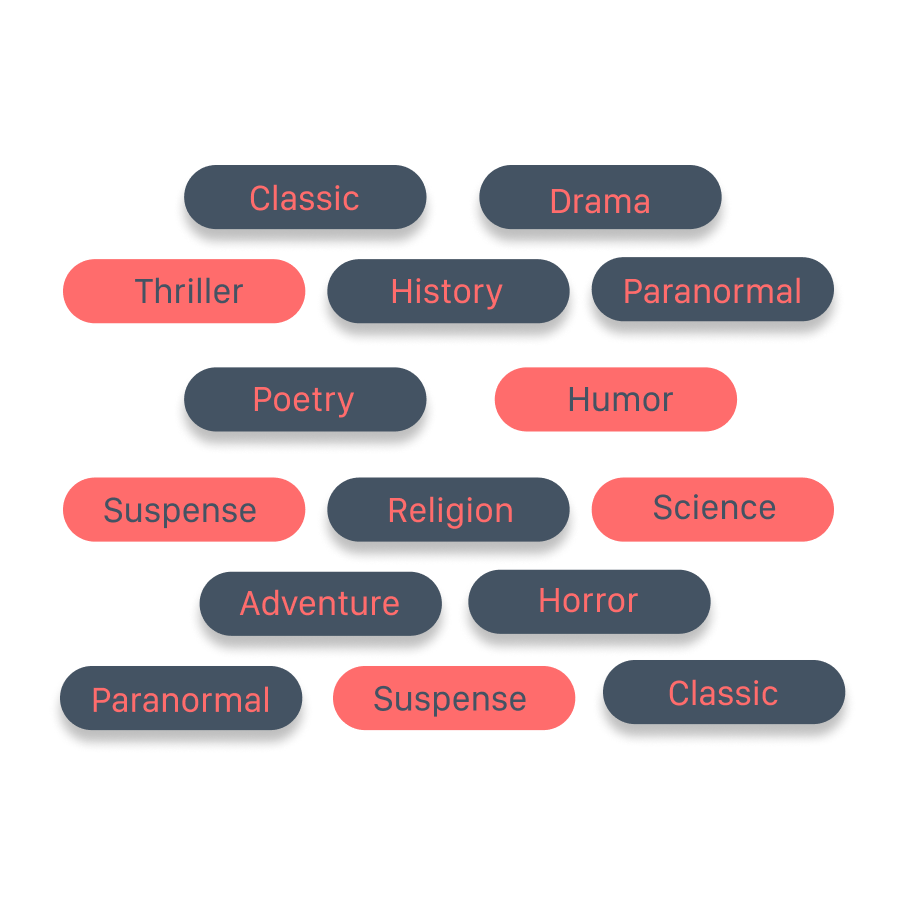 Classic Drama
Thriller History Paranormal
Poetry Humor
Suspense Religion Science
Adventure Horror
Paranormal Suspense Classic